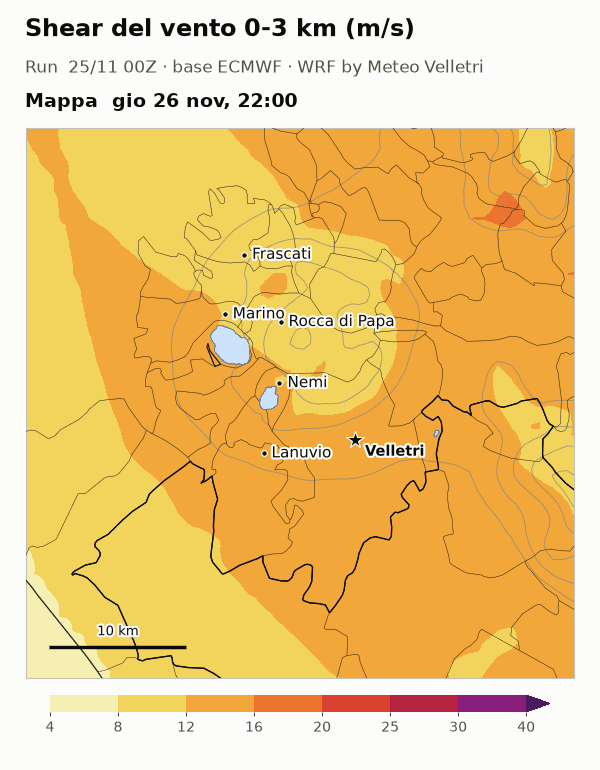 Shear del vento 0-3 km (m/s)
Run  25/11 00Z · base ECMWF · WRF by Meteo Velletri
Mappa  gio 26 nov, 22:00
Frascati
Marino
Rocca di Papa
Nemi
Velletri
Lanuvio
10 km
4 8 12 16 20 25 30 40